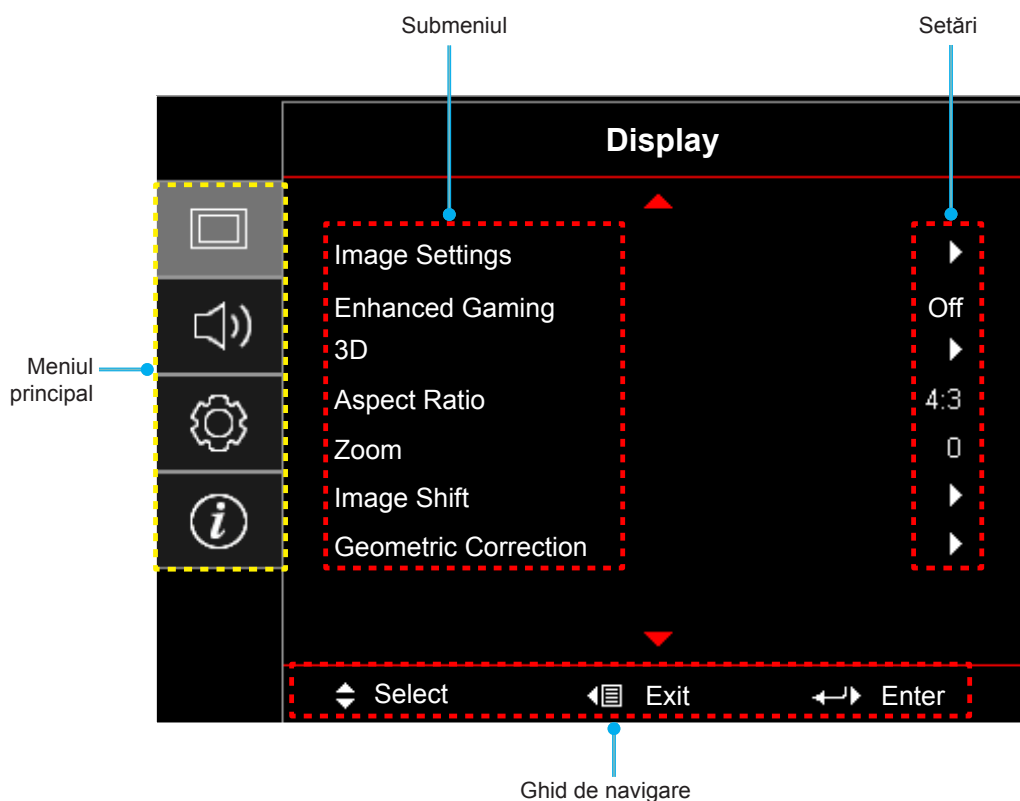 Submeniul
Setări
Display
Image Settings
Enhanced Gaming
Off
3D
Aspect Ratio
4:3
Zoom
0
Image Shift
Geometric Correction
Meniul
principal
i
Select
Exit
Enter
Ghid de navigare